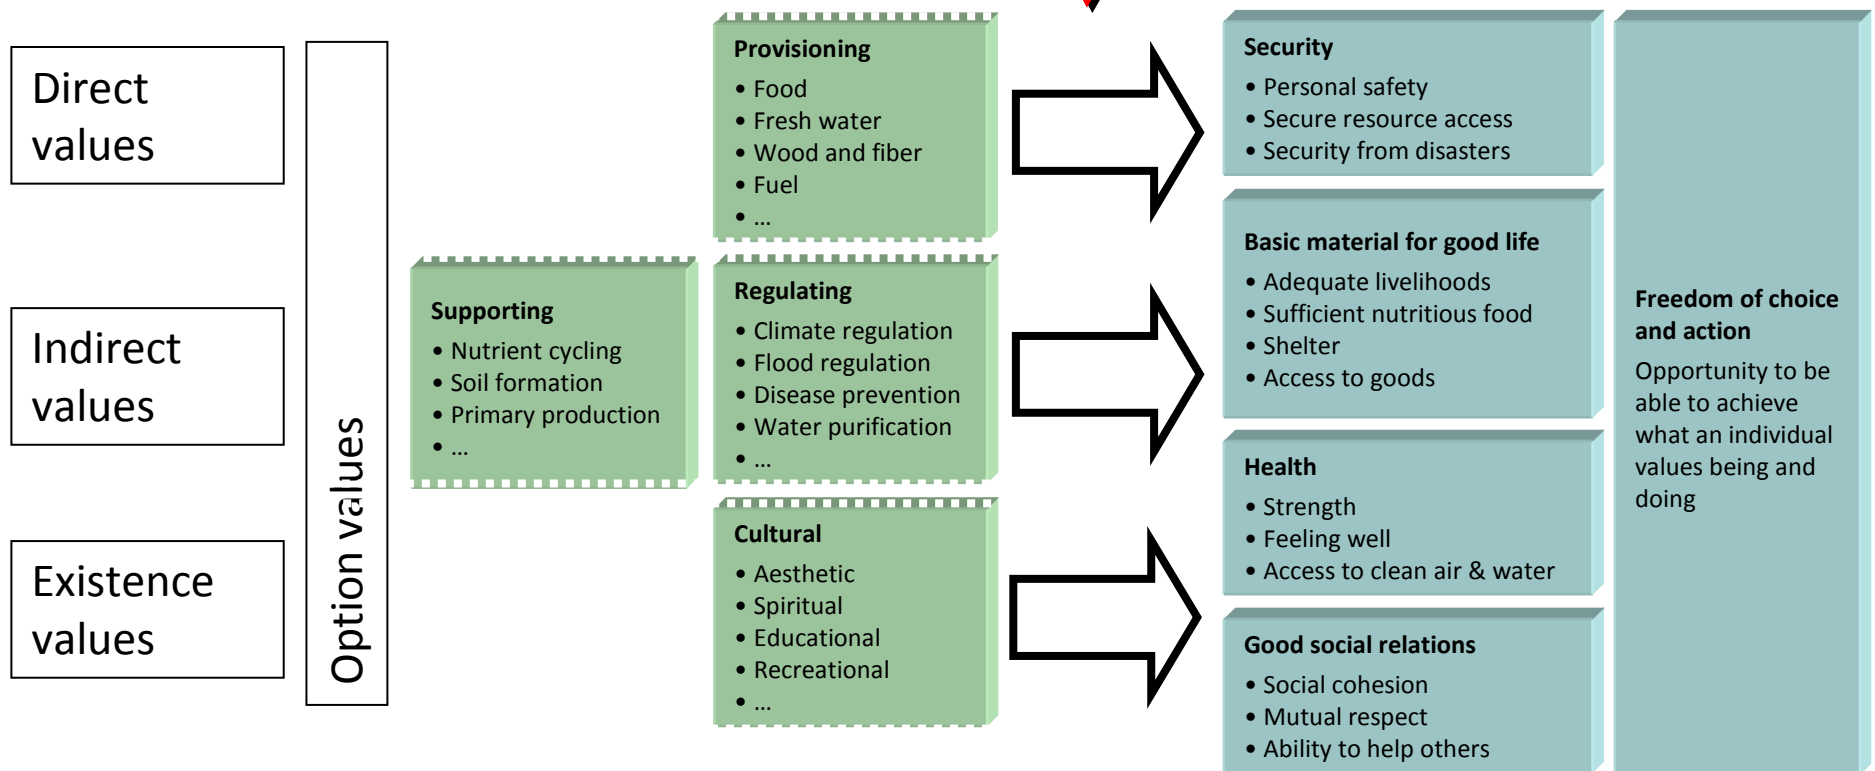 Direct
values
Indirect
values
Existence
values
Option values
Supporting
• Nutrient cycling
• Soil formation
• Primary production
• ...
Provisioning
• Food
• Fresh water
• Wood and fiber
• Fuel
• ...
Regulating
• Climate regulation
• Flood regulation
• Disease prevention
• Water purification
• ...
Cultural
• Aesthetic
• Spiritual
• Educational
• Recreational
• ...
Security
• Personal safety
• Secure resource access
• Security from disasters
Basic material for good life
• Adequate livelihoods
• Sufficient nutritious food
• Shelter
• Access to goods
Health
• Strength
• Feeling well
• Access to clean air & water
Good social relations
• Social cohesion
• Mutual respect
• Ability to help others
Freedom of choice
and action
Opportunity to be
able to achieve
what an individual
values being and
doing